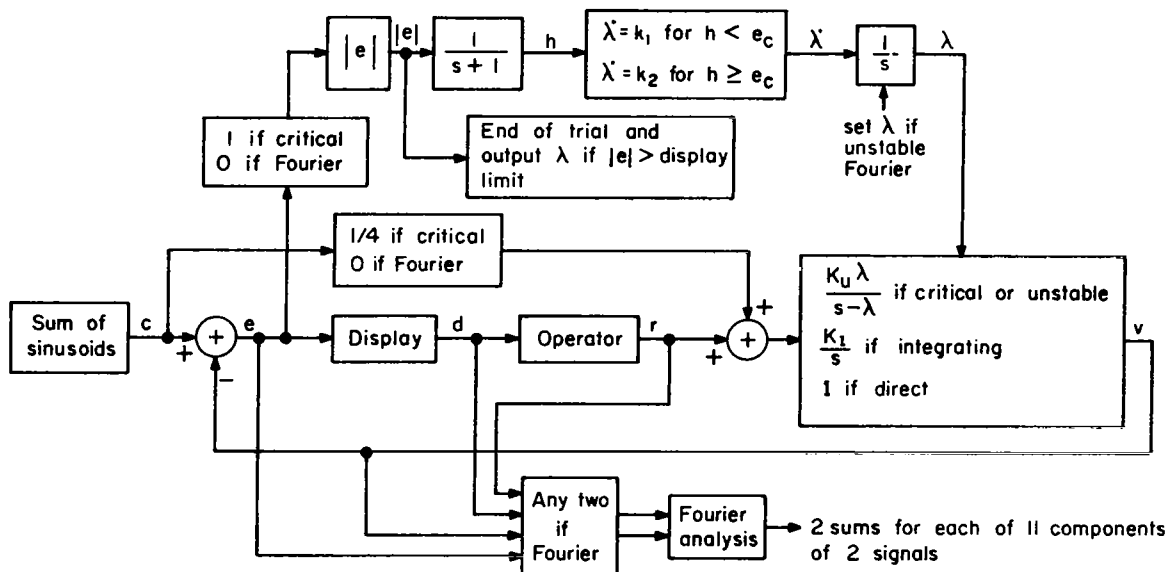 |e|
|e|
1
s + 1
h
λ̇ = k₁ for h < e_c
λ̇ = k₂ for h ≥ e_c
λ̇
1
s
λ
set λ if
unstable
Fourier
1 if critical
0 if Fourier
End of trial and
output λ if |e| > display
limit
1/4 if critical
0 if Fourier
Sum of
sinusoids
c
+
+
−
e
Display
d
Operator
r
+
+
+
K_u λ
s−λ
if critical or unstable
K₁
s
if integrating
1 if direct
v
Any two
if
Fourier
Fourier
analysis
2 sums for each of 11 components
of 2 signals